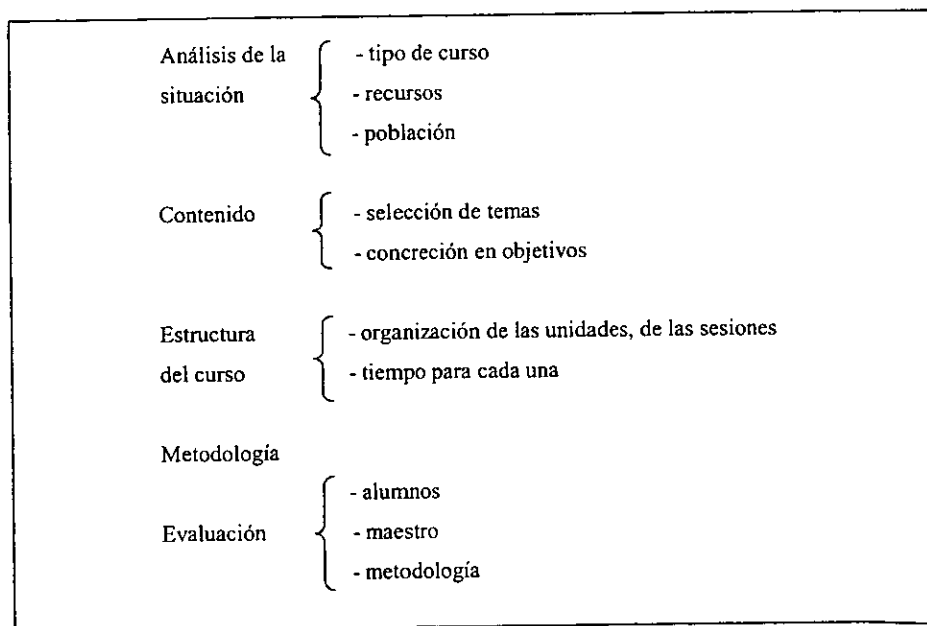 Análisis de la
situación
- tipo de curso
- recursos
- población
Contenido
- selección de temas
- concreción en objetivos
Estructura
del curso
- organización de las unidades, de las sesiones
- tiempo para cada una
Metodología
Evaluación
- alumnos
- maestro
- metodología